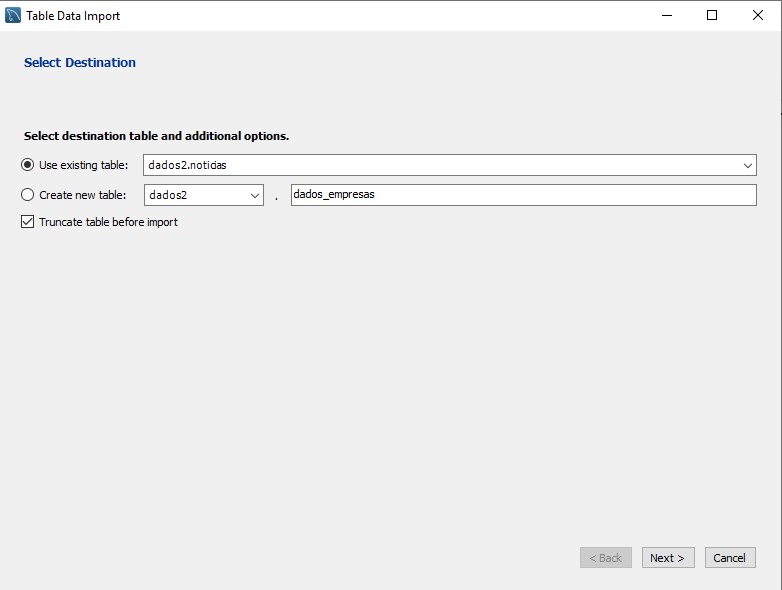 Table Data Import
Select Destination
Select destination table and additional options.
Use existing table: dados2.noticias
Create new table: dados2 . dados_empresas
Truncate table before import
< Back Next > Cancel